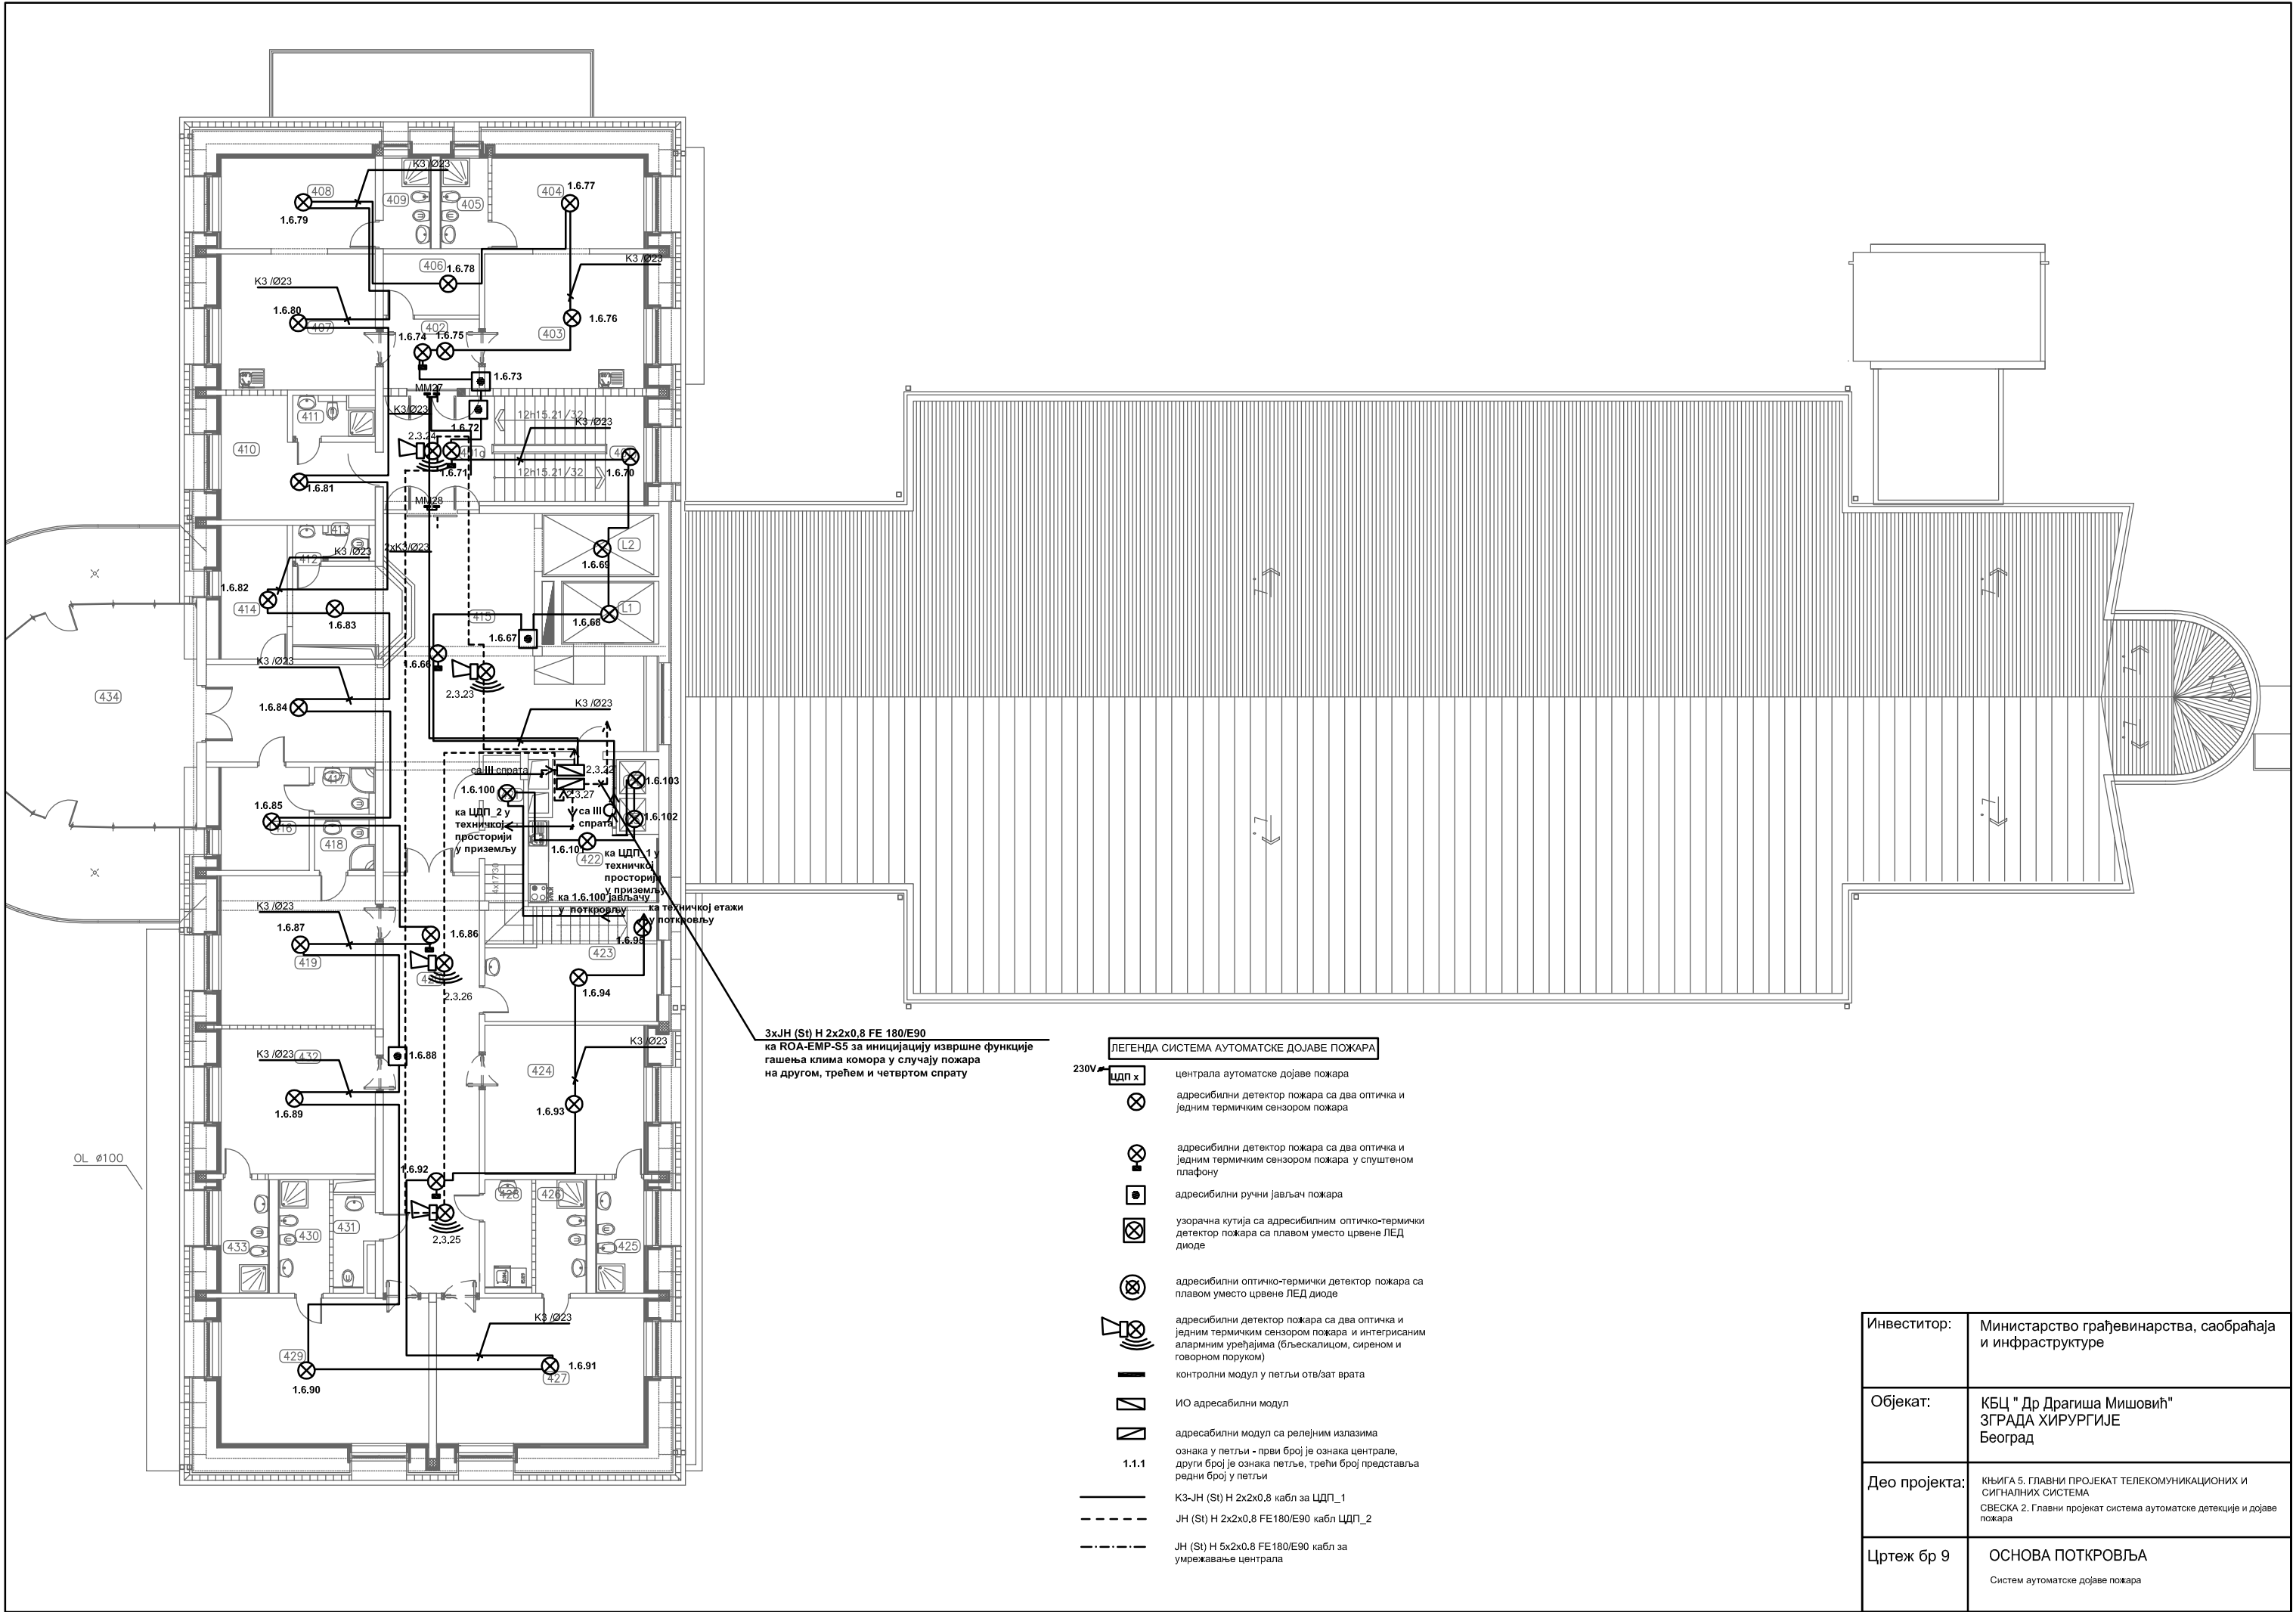 K3 /Ø23
408
409
405
404
1.6.77
1.6.79
406
1.6.78
K3 /Ø23
K3 /Ø23
1.6.80
407
402
1.6.74
1.6.75
1.6.76
403
1.6.73
MM27
K3/Ø23
411
12h15.21/32
K3 /Ø23
1.6.72
2.3.24
410
1.6.71
12h15.21/32
1.6.70
1.6.81
MM28
413
2xK3/Ø23
K3 /Ø23
412
L2
1.6.69
1.6.82
414
1.6.83
415
L1
1.6.68
1.6.67
1.6.66
K3 /Ø23
434
2.3.23
1.6.84
K3 /Ø23
са III спрата
2.3.22
417
1.6.103
1.6.100
2.3.27
1.6.85
ка ЦДП_2 у
техничкој
просторији
у приземљу
са III
спрата
1.6.102
416
418
1.6.101
422
ка ЦДП_1 у
техничкој
просторији
у приземљу
4x17/30
ка 1.6.100 јављачу
у поткровљу
ка техничкој етажи
у поткровљу
K3 /Ø23
1.6.87
1.6.86
1.6.95
419
423
2.3.26
1.6.94
3xJH (St) H 2x2x0,8 FE 180/E90
ка ROA-EMP-S5 за иницијацију извршне функције
гашења клима комора у случају пожара
на другом, трећем и четвртом спрату
K3 /Ø23
432
1.6.88
K3 /Ø23
424
1.6.89
1.6.93
OL ø100
1.6.92
428
426
431
430
433
425
2.3.25
K3 /Ø23
429
1.6.91
427
1.6.90
ЛЕГЕНДА СИСТЕМА АУТОМАТСКЕ ДОЈАВЕ ПОЖАРА
230V
ЦДП x
централа аутоматске дојаве пожара
адресибилни детектор пожара са два оптичка и
једним термичким сензором пожара
адресибилни детектор пожара са два оптичка и
једним термичким сензором пожара у спуштеном
плафону
адресибилни ручни јављач пожара
узорачна кутија са адресибилним оптичко-термички
детектор пожара са плавом уместо црвене ЛЕД
диоде
адресибилни оптичко-термички детектор пожара са
плавом уместо црвене ЛЕД диоде
адресибилни детектор пожара са два оптичка и
једним термичким сензором пожара и интегрисаним
алармним уређајима (бљескалицом, сиреном и
говорном поруком)
контролни модул у петљи отв/зат врата
ИО адресабилни модул
адресабилни модул са релејним излазима
1.1.1
ознака у петљи - први број је ознака централе,
други број је ознака петље, трећи број представља
редни број у петљи
К3-JH (St) H 2x2x0.8 кабл за ЦДП_1
JH (St) H 2x2x0.8 FE180/E90 кабл ЦДП_2
JH (St) H 5x2x0.8 FE180/E90 кабл за
умрежавање централа
Инвеститор:
Министарство грађевинарства, саобраћаја
и инфраструктуре
Објекат:
КБЦ " Др Драгиша Мишовић"
ЗГРАДА ХИРУРГИЈЕ
Београд
Део пројекта:
КЊИГА 5. ГЛАВНИ ПРОЈЕКАТ ТЕЛЕКОМУНИКАЦИОНИХ И
СИГНАЛНИХ СИСТЕМА
СВЕСКА 2. Главни пројекат система аутоматске детекције и дојаве
пожара
Цртеж бр 9
ОСНОВА ПОТКРОВЉА
Систем аутоматске дојаве пожара